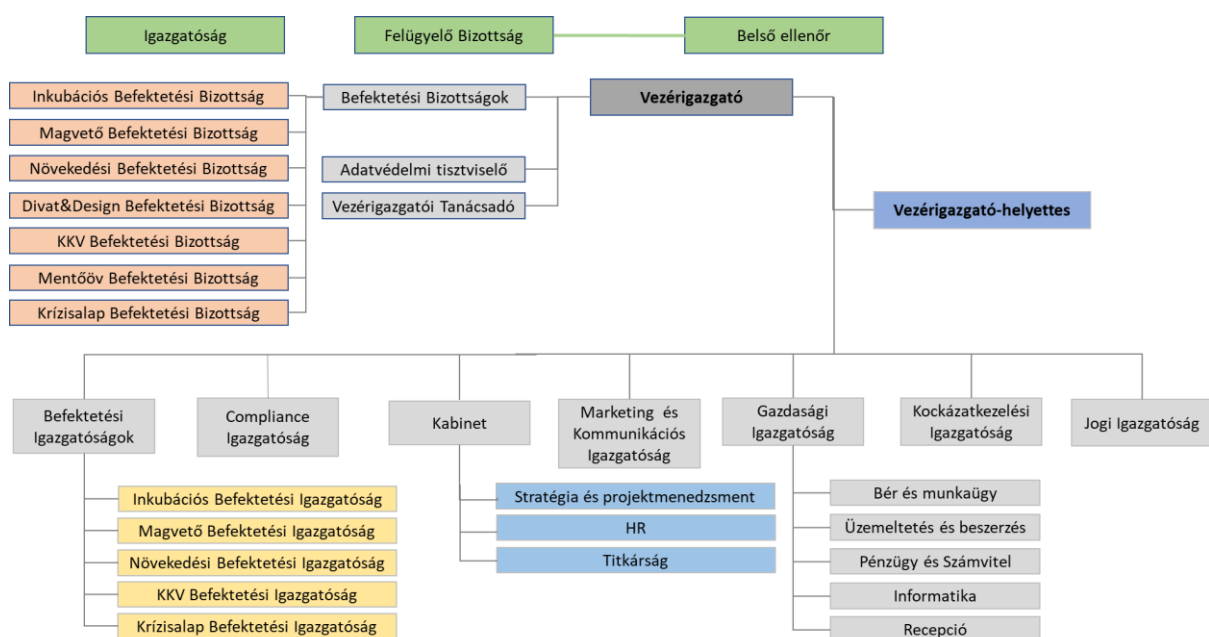 Igazgatóság
Felügyelő Bizottság
Belső ellenőr
Inkubációs Befektetési Bizottság
Magvető Befektetési Bizottság
Növekedési Befektetési Bizottság
Divat&Design Befektetési Bizottság
KKV Befektetési Bizottság
Mentőöv Befektetési Bizottság
Krízisalap Befektetési Bizottság
Befektetési Bizottságok
Adatvédelmi tisztviselő
Vezérigazgatói Tanácsadó
Vezérigazgató
Vezérigazgató-helyettes
Befektetési
Igazgatóságok
Compliance
Igazgatóság
Kabinet
Marketing és
Kommunikációs
Igazgatóság
Gazdasági
Igazgatóság
Kockázatkezelési
Igazgatóság
Jogi Igazgatóság
Inkubációs Befektetési Igazgatóság
Magvető Befektetési Igazgatóság
Növekedési Befektetési Igazgatóság
KKV Befektetési Igazgatóság
Krízisalap Befektetési Igazgatóság
Stratégia és projektmenedzsment
HR
Titkárság
Bér és munkaügy
Üzemeltetés és beszerzés
Pénzügy és Számvitel
Informatika
Recepció